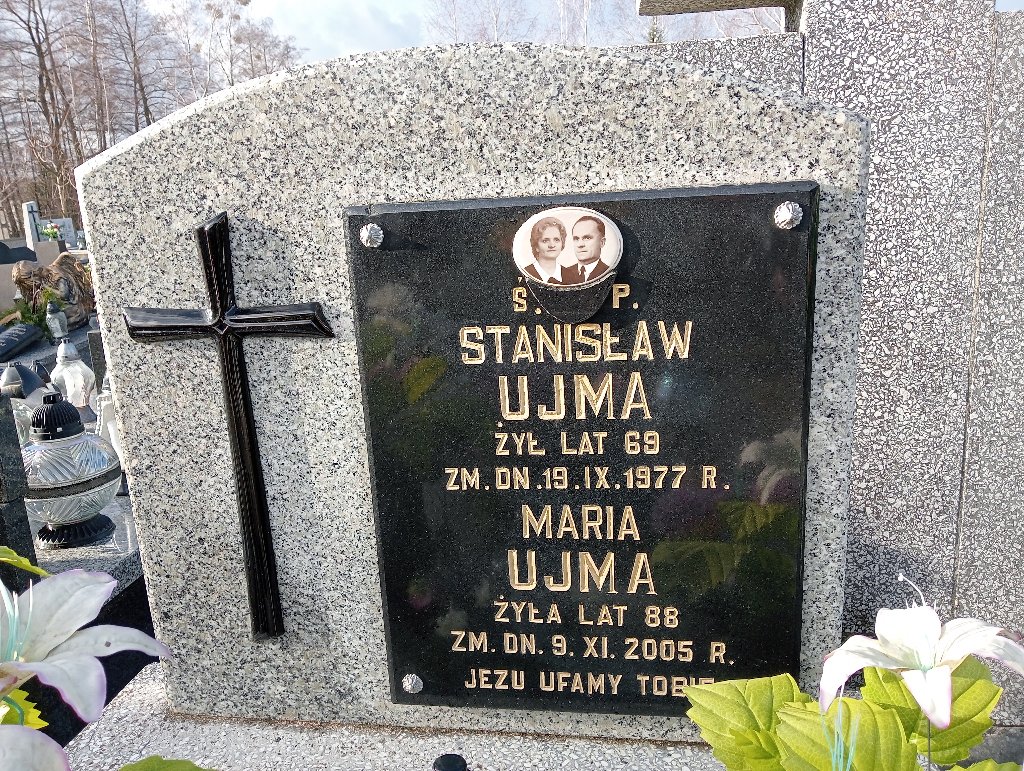 Ś. P.
STANISŁAW
UJMA
ŻYŁ LAT 69
ZM. DN. 19. IX. 1977 R.
MARIA
UJMA
ŻYŁA LAT 88
ZM. DN. 9. XI. 2005 R.
JEZU UFAMY TOBIE